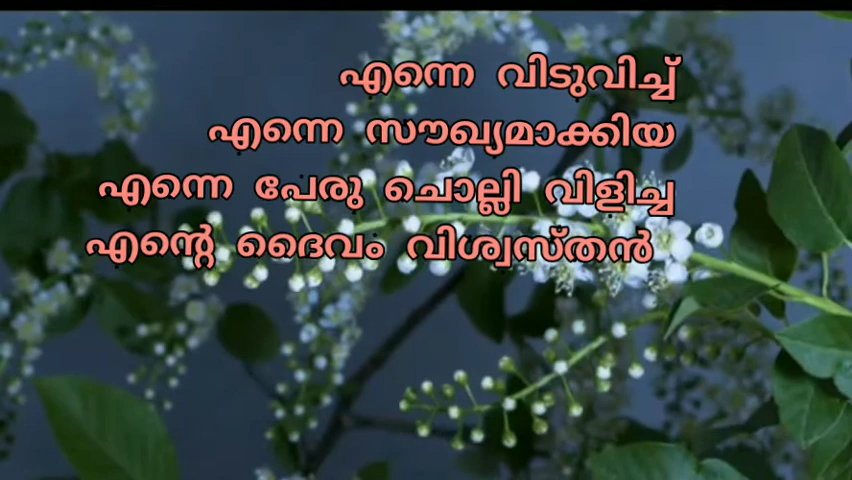 എന്നെ വിടുവിച്ച്
എന്നെ സൗഖ്യമാക്കിയ
എന്നെ പേരു ചൊല്ലി വിളിച്ച
എന്റെ ദൈവം വിശ്വസ്തൻ